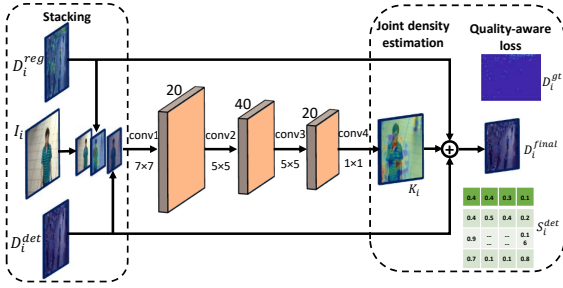 Stacking
Joint density estimation
Quality-aware loss
D_i^{reg}
I_i
D_i^{det}
20
40
20
conv1
conv2
conv3
conv4
7×7
5×5
5×5
1×1
K_i
D_i^{gt}
D_i^{final}
S_i^{det}
0.4 0.4 0.3 0.1
0.4 0.5 0.4 0.2
0.9 -- -- 0.1
-- -- 6
0.7 0.1 0.1 0.8